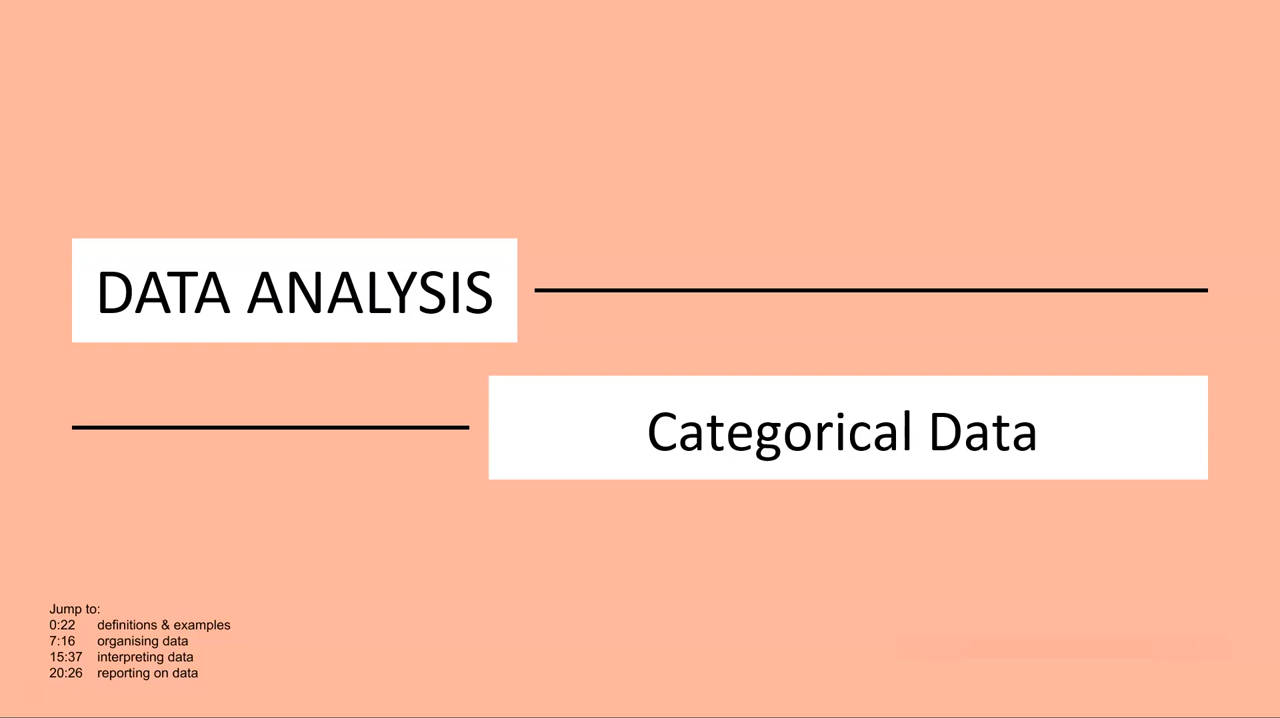 DATA ANALYSIS
Categorical Data
Jump to:
0:22 definitions & examples
7:16 organising data
15:37 interpreting data
20:26 reporting on data